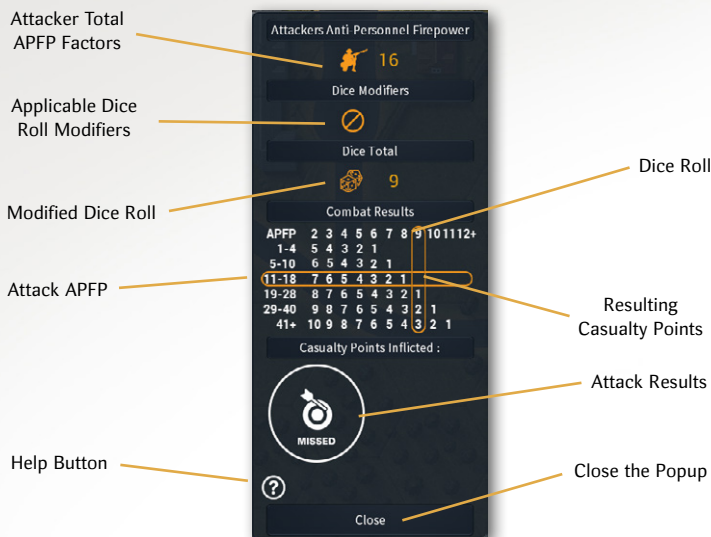 Attacker Total
APFP Factors
Applicable Dice
Roll Modifiers
Modified Dice Roll
Attack APFP
Help Button
Attackers Anti-Personnel Firepower
16
Dice Modifiers
Dice Total
9
Combat Results
APFP 2 3 4 5 6 7 8 9 10 11 12+
1-4 5 4 3 2 1
5-10 6 5 4 3 2 1
11-18 7 6 5 4 3 2 1
19-28 8 7 6 5 4 3 2 1
29-40 9 8 7 6 5 4 3 2 1
41+ 10 9 8 7 6 5 4 3 2 1
Casualty Points Inflicted :
MISSED
?
Close
Dice Roll
Resulting
Casualty Points
Attack Results
Close the Popup